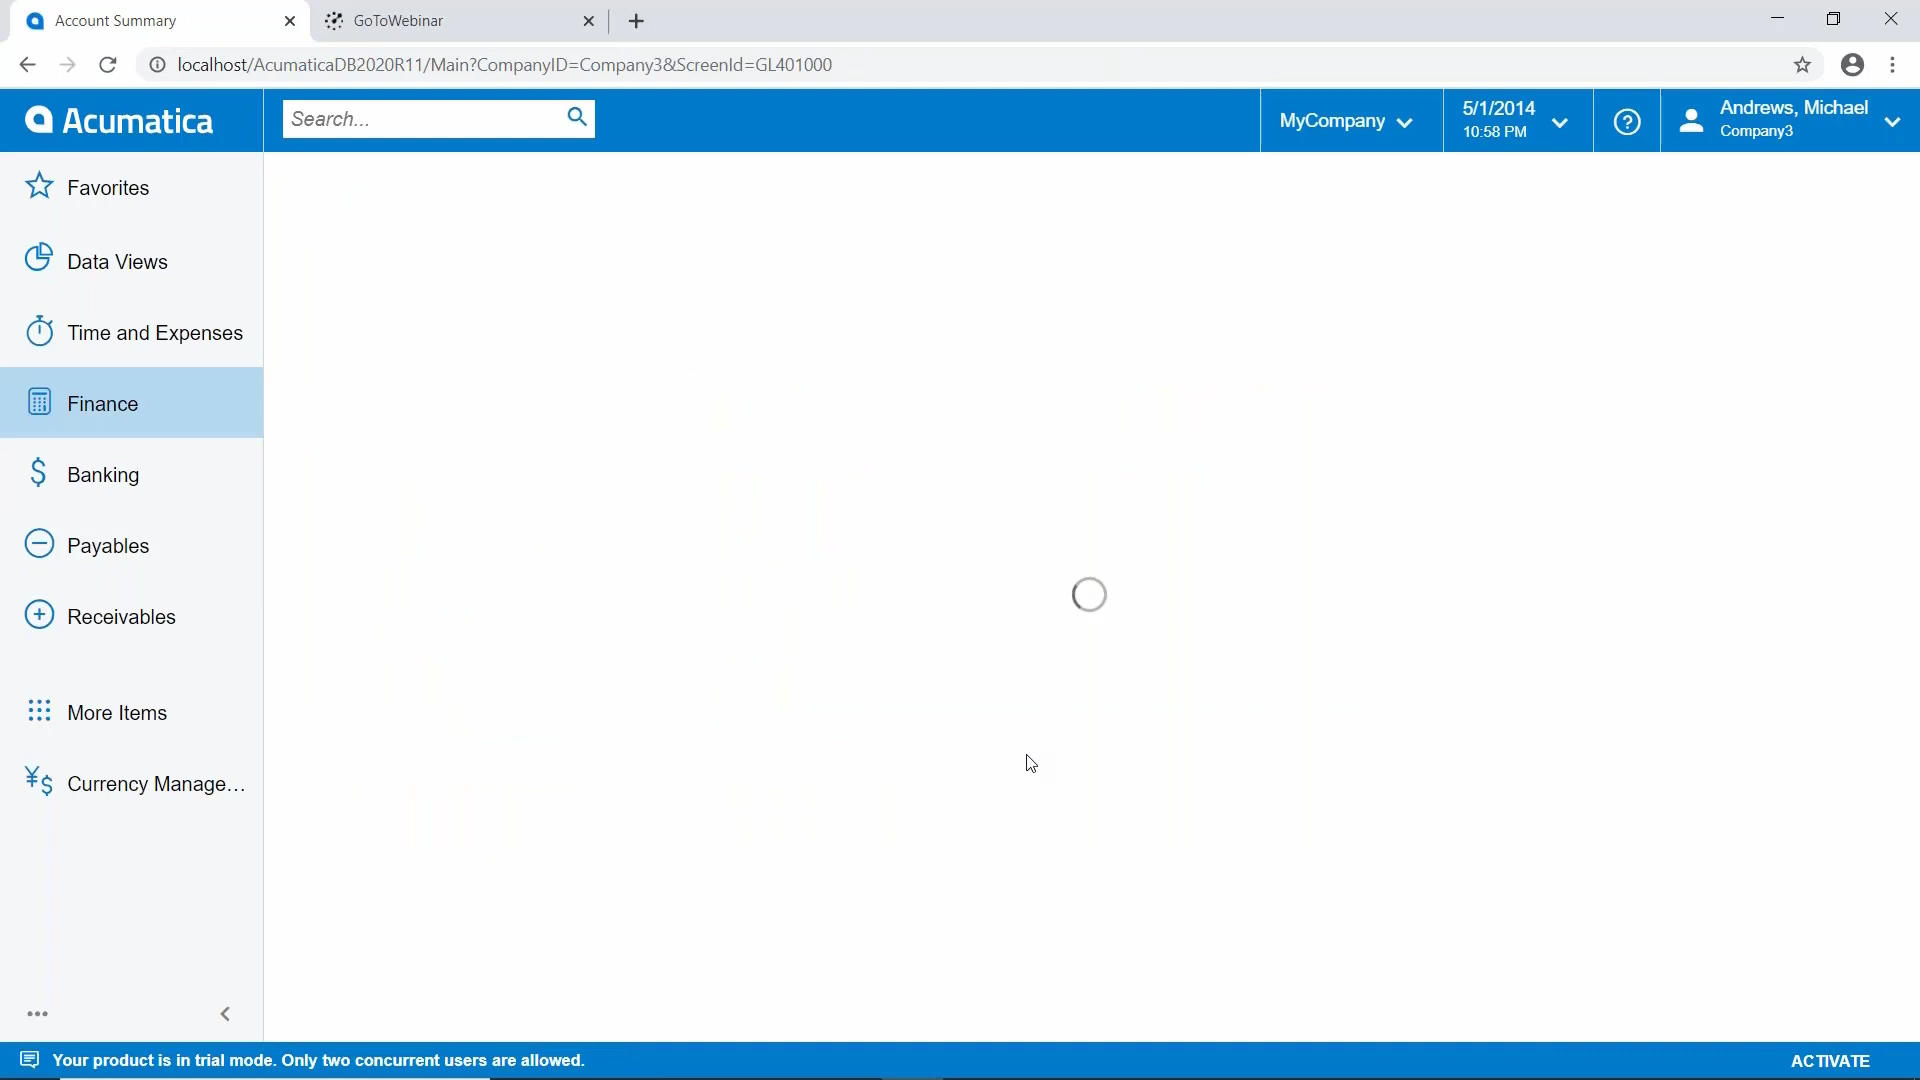 Account Summary
GoToWebinar
localhost/AcumaticaDB2020R11/Main?CompanyID=Company3&ScreenId=GL401000
Acumatica
Search...
MyCompany
5/1/2014
10:58 PM
Andrews, Michael
Company3
Favorites
Data Views
Time and Expenses
Finance
Banking
Payables
Receivables
More Items
Currency Manage...
Your product is in trial mode. Only two concurrent users are allowed.
ACTIVATE